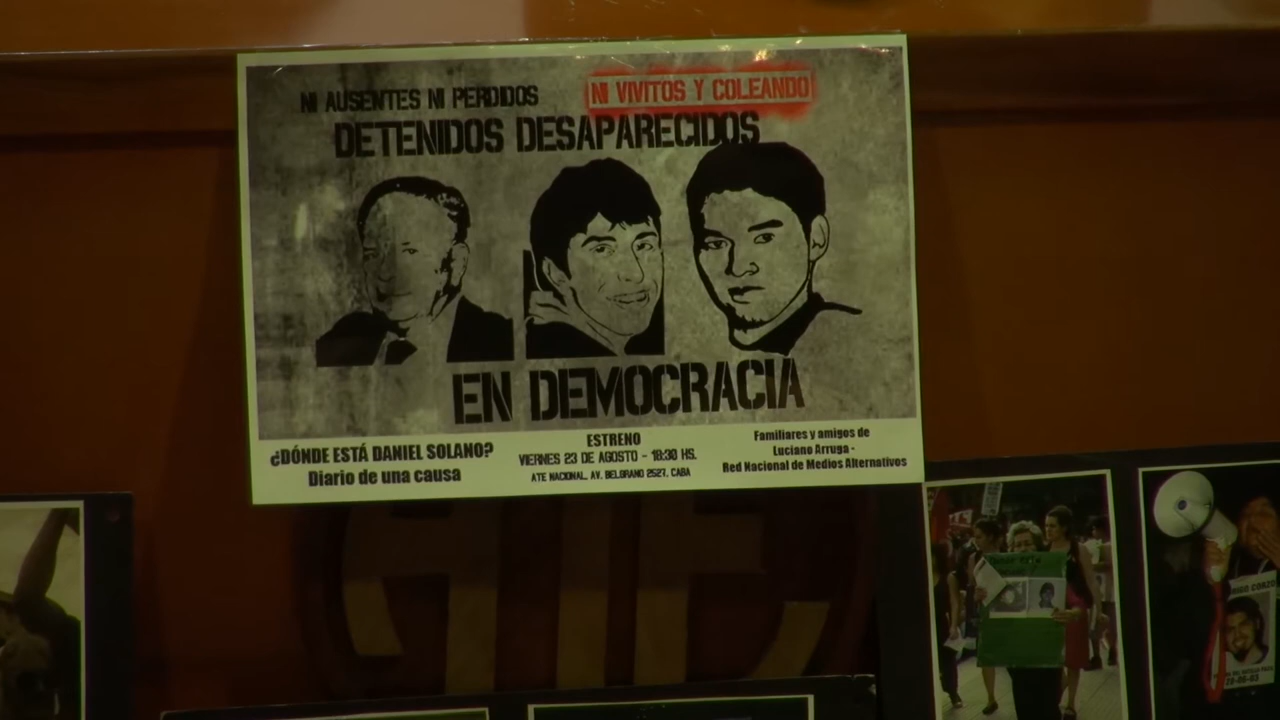 NI AUSENTES NI PERDIDOS
NI VIVITOS Y COLEANDO
DETENIDOS DESAPARECIDOS
EN DEMOCRACIA
¿DÓNDE ESTÁ DANIEL SOLANO?
Diario de una causa
ESTRENO
VIERNES 23 DE AGOSTO - 18:30 HS.
ATE NACIONAL, AV. BELGRANO 2527, CABA
Familiares y amigos de
Luciano Arruga -
Red Nacional de Medios Alternativos
ATE